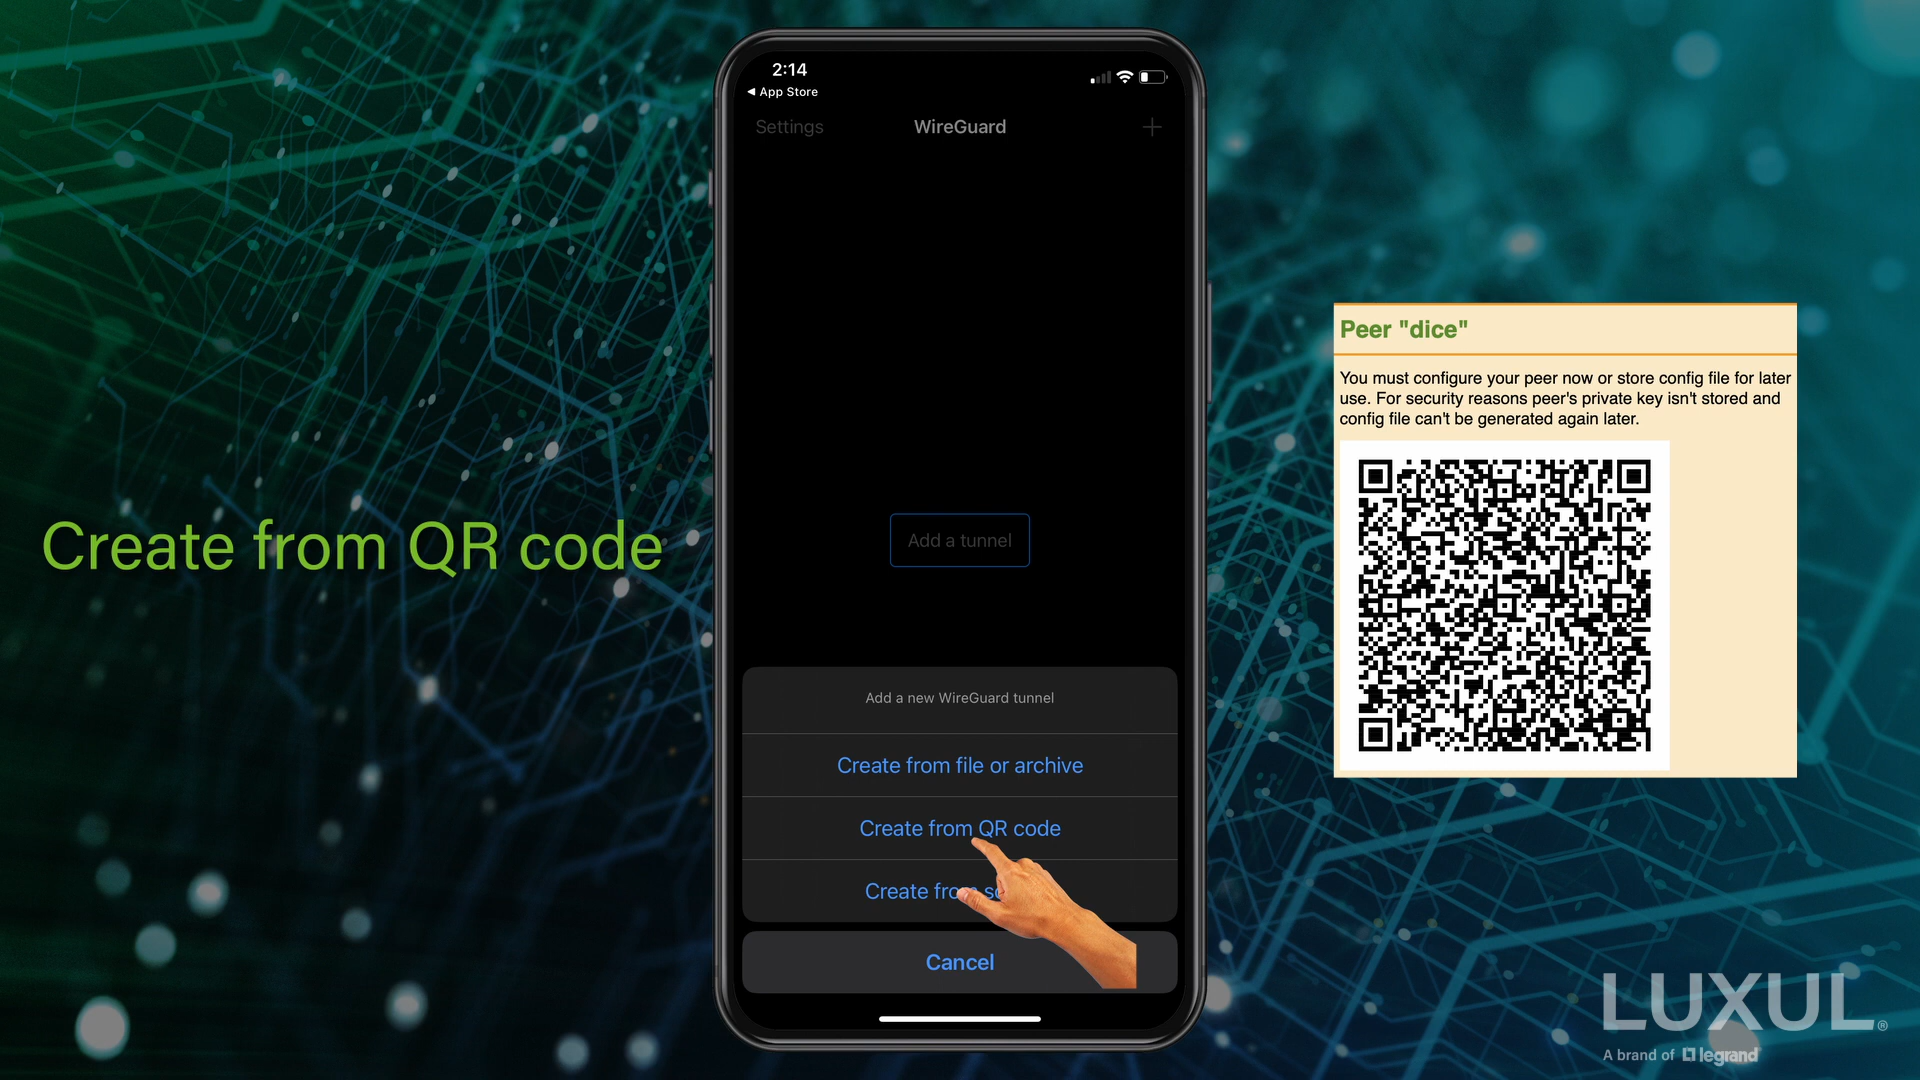 2:14
◀ App Store
Settings
WireGuard
+
Create from QR code
Add a tunnel
Add a new WireGuard tunnel
Create from file or archive
Create from QR code
Create from
Cancel
Peer "dice"
You must configure your peer now or store config file for later
use. For security reasons peer's private key isn't stored and
config file can't be generated again later.
LUXUL®
A brand of legrand